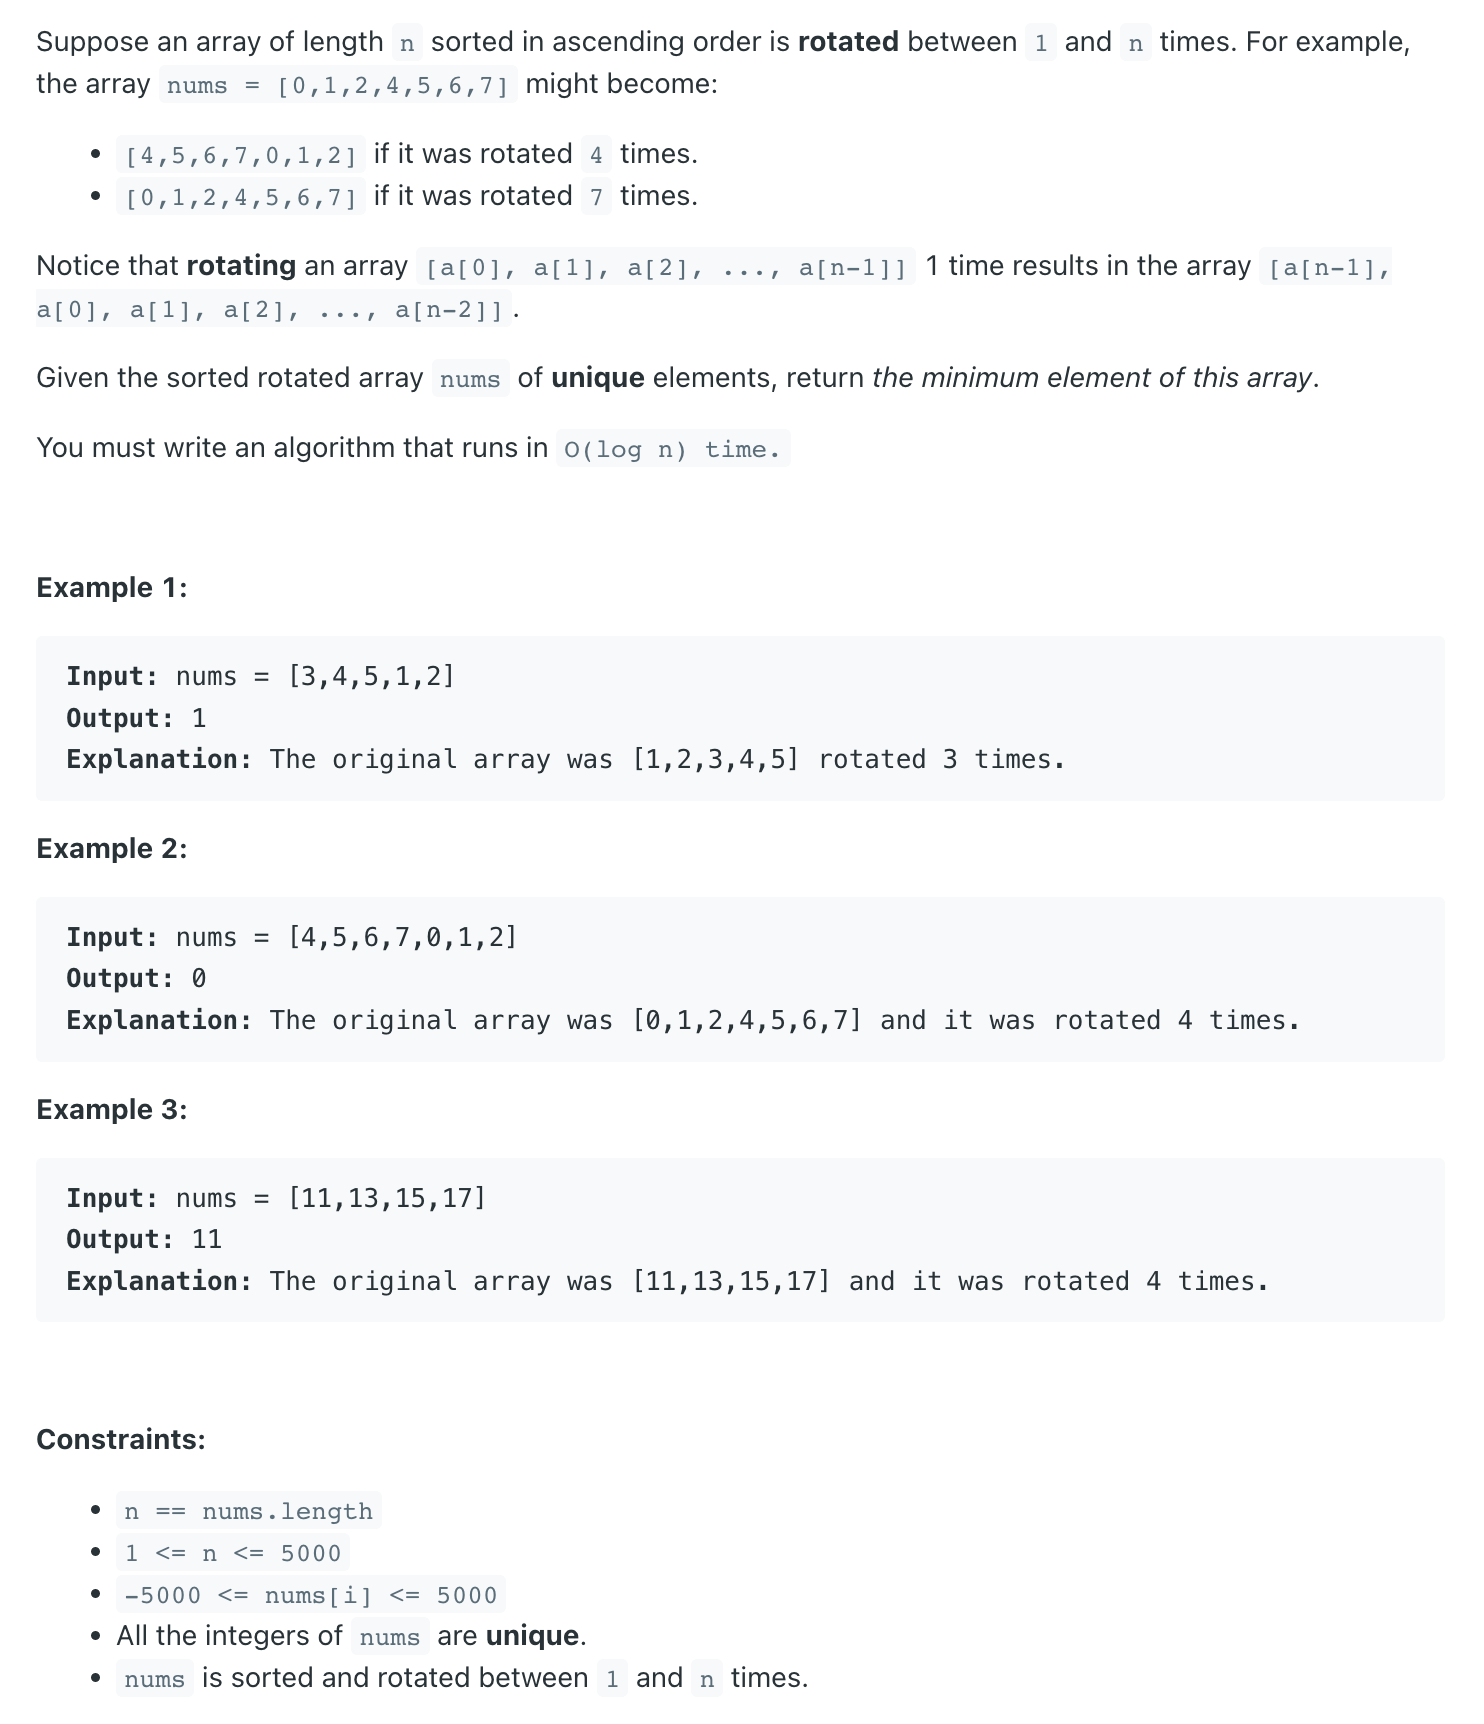 Suppose an array of length n sorted in ascending order is rotated between 1 and n times. For example,
the array nums = [0,1,2,4,5,6,7] might become:
• [4,5,6,7,0,1,2] if it was rotated 4 times.
• [0,1,2,4,5,6,7] if it was rotated 7 times.
Notice that rotating an array [a[0], a[1], a[2], ..., a[n-1]] 1 time results in the array [a[n-1],
a[0], a[1], a[2], ..., a[n-2]].
Given the sorted rotated array nums of unique elements, return the minimum element of this array.
You must write an algorithm that runs in O(log n) time.
Example 1:
Input: nums = [3,4,5,1,2]
Output: 1
Explanation: The original array was [1,2,3,4,5] rotated 3 times.
Example 2:
Input: nums = [4,5,6,7,0,1,2]
Output: 0
Explanation: The original array was [0,1,2,4,5,6,7] and it was rotated 4 times.
Example 3:
Input: nums = [11,13,15,17]
Output: 11
Explanation: The original array was [11,13,15,17] and it was rotated 4 times.
Constraints:
• n == nums.length
• 1 <= n <= 5000
• -5000 <= nums[i] <= 5000
• All the integers of nums are unique.
• nums is sorted and rotated between 1 and n times.